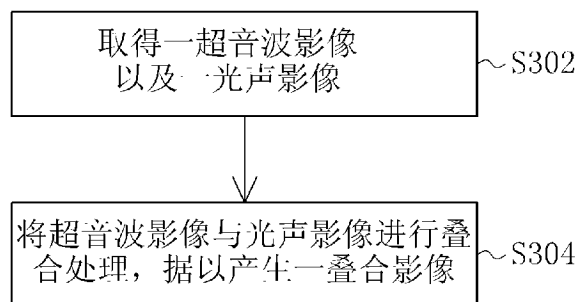 取得一超音波影像
以及一光声影像
S302
将超音波影像与光声影像进行叠
合处理，据以产生一叠合影像
S304